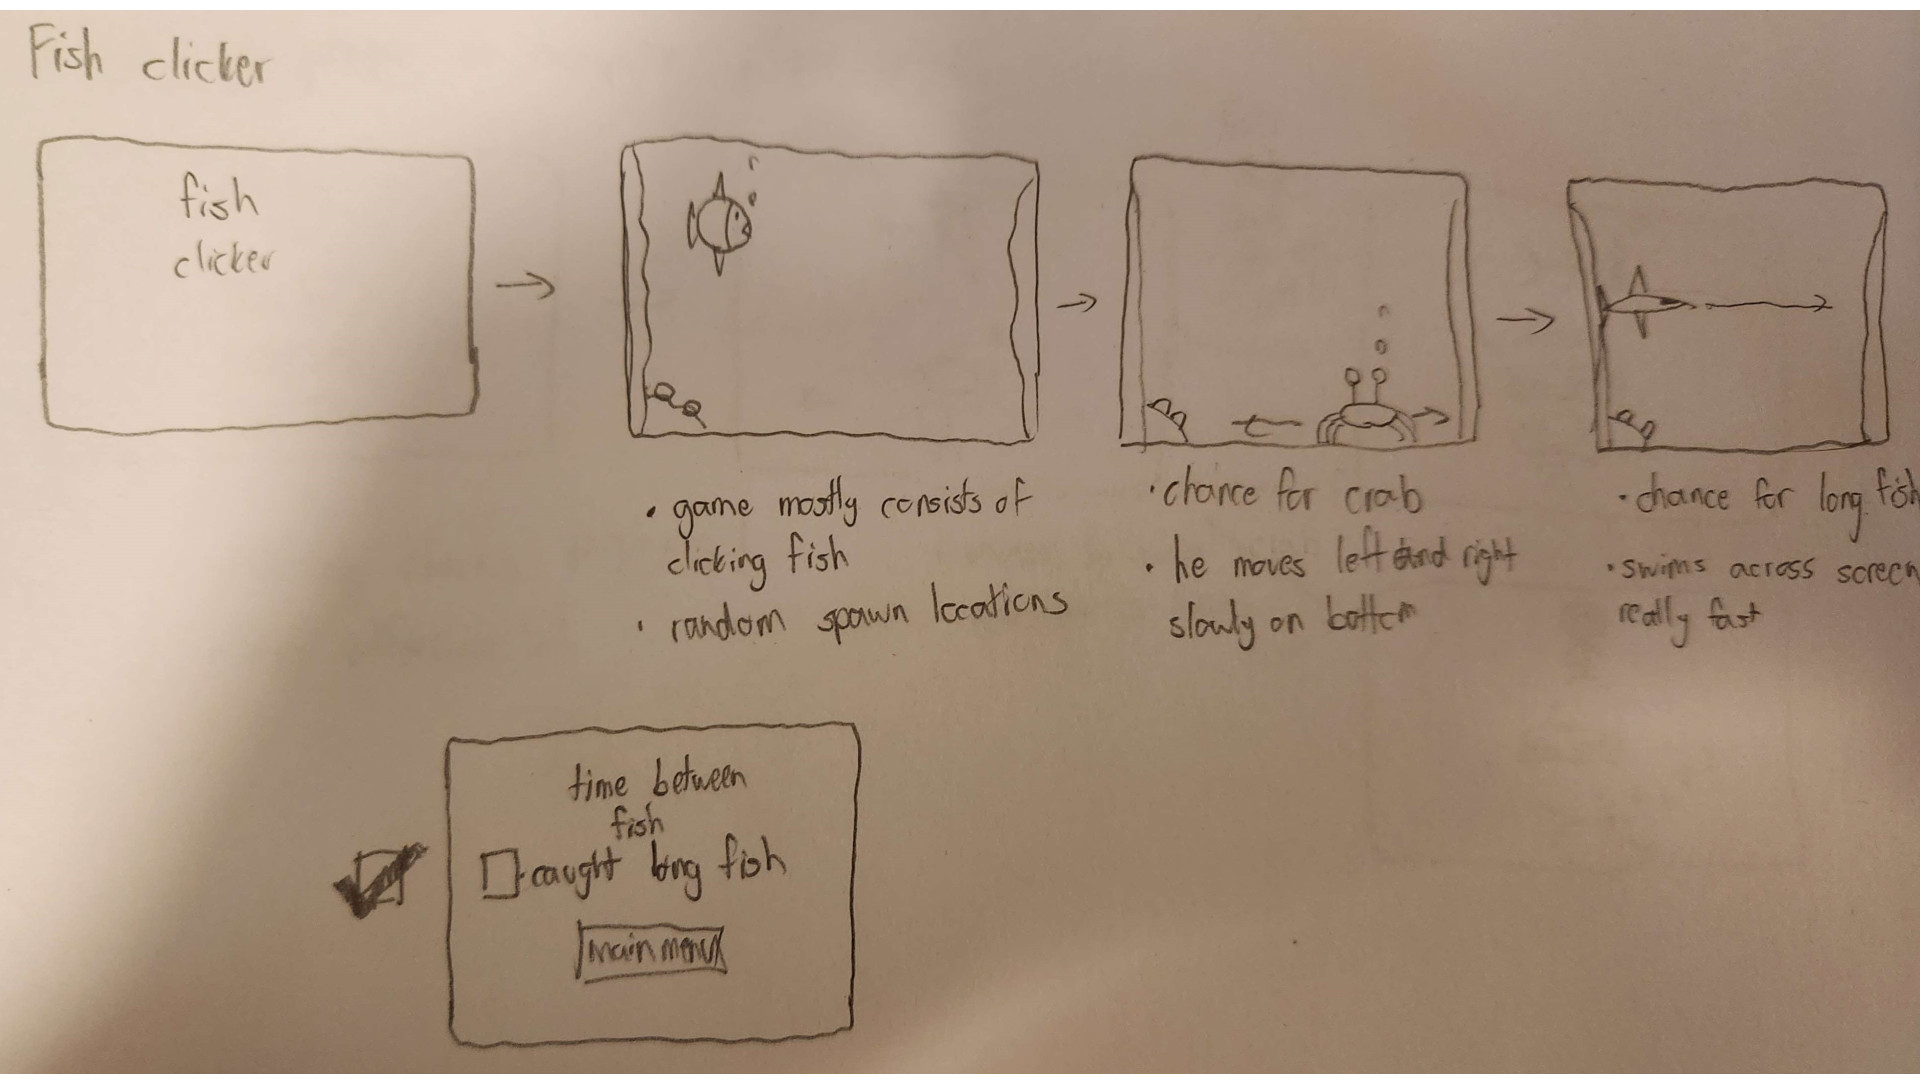 Fish clicker
fish
clicker
• game mostly consists of
clicking fish
• random spawn locations
• chance for crab
• he moves left and right
slowly on bottom
• chance for long fish
• swims across screen
really fast
time between
fish
caught long fish
main menu